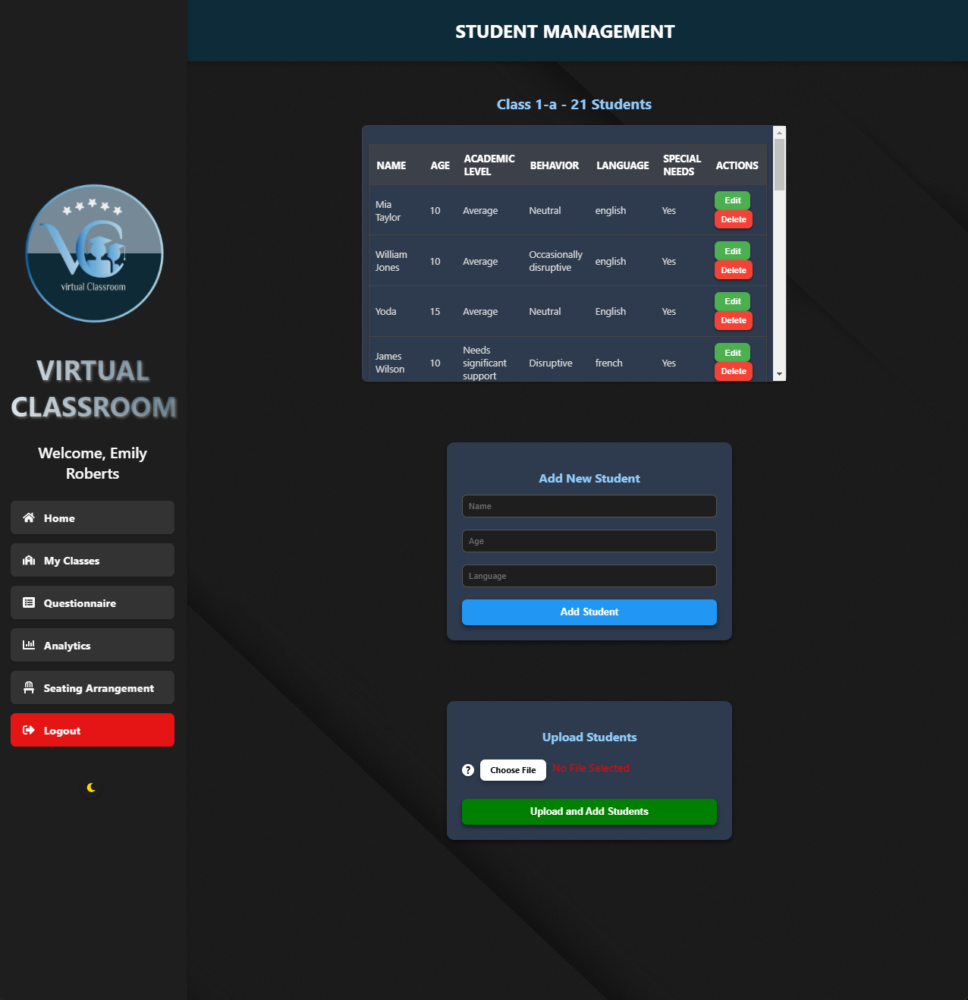 STUDENT MANAGEMENT
virtual Classroom
VIRTUAL
CLASSROOM
Welcome, Emily
Roberts
Home
My Classes
Questionnaire
Analytics
Seating Arrangement
Logout
Class 1-a - 21 Students
NAME AGE ACADEMIC LEVEL BEHAVIOR LANGUAGE SPECIAL NEEDS ACTIONS
Mia Taylor 10 Average Neutral english Yes Edit Delete
William Jones 10 Average Occasionally disruptive english Yes Edit Delete
Yoda 15 Average Neutral English Yes Edit Delete
James Wilson 10 Needs significant support Disruptive french Yes Edit Delete
Add New Student
Name
Age
Language
Add Student
Upload Students
? Choose File No File Selected
Upload and Add Students